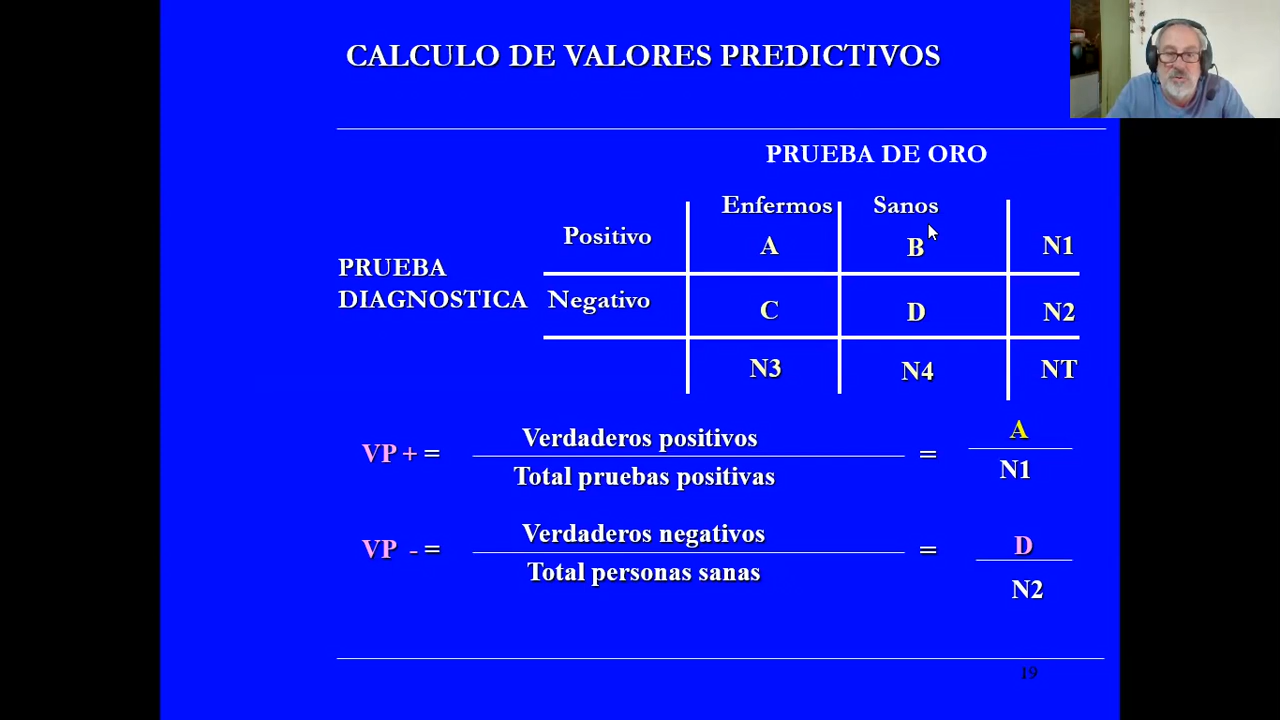 CALCULO DE VALORES PREDICTIVOS
PRUEBA DE ORO
Enfermos Sanos
Positivo A B N1
PRUEBA
DIAGNOSTICA Negativo C D N2
N3 N4 NT
VP + = Verdaderos positivos = A
Total pruebas positivas N1
VP - = Verdaderos negativos = D
Total personas sanas N2
19